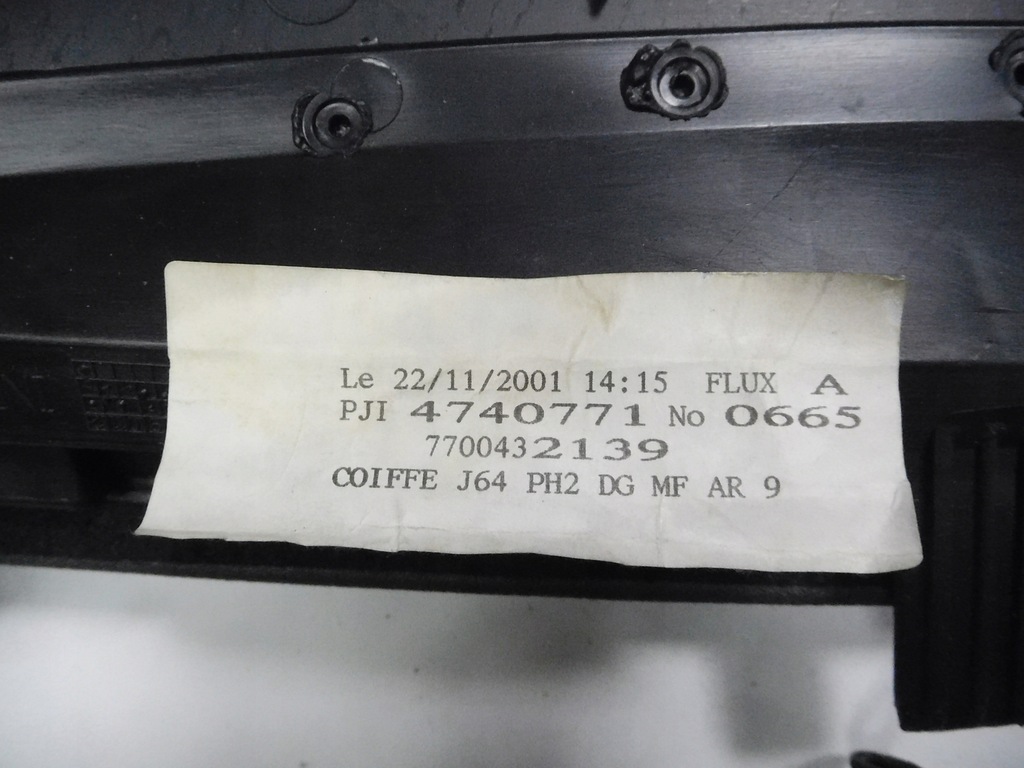 Le 22/11/2001 14:15 FLUX A
PJI 4740771 No 0665
7700432139
COIFFE J64 PH2 DG MF AR 9